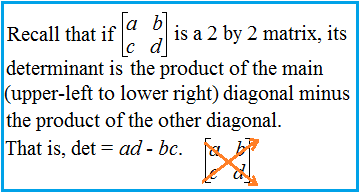 Recall that if [a b] is a 2 by 2 matrix, its
[c d]
determinant is the product of the main
(upper-left to lower right) diagonal minus
the product of the other diagonal.
That is, det = ad - bc. [a b]
[c d]